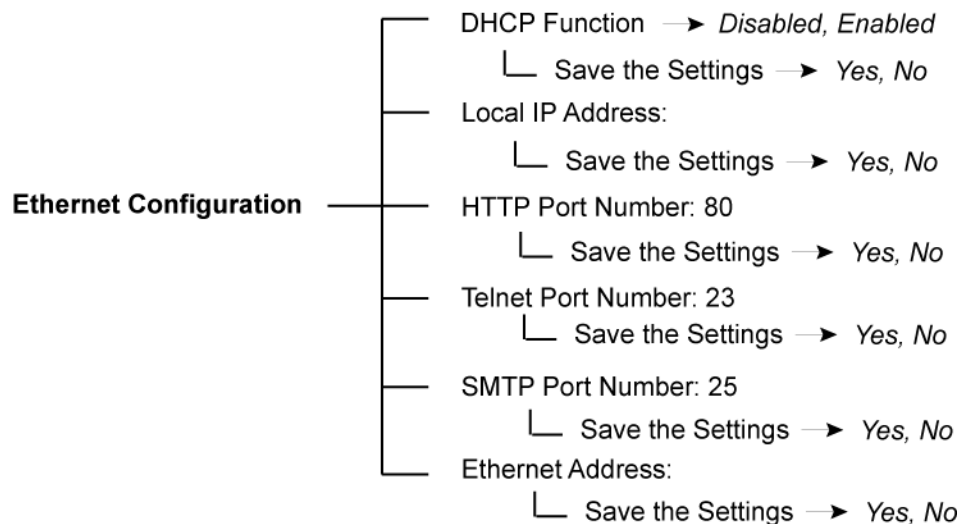 DHCP Function → Disabled, Enabled
Save the Settings → Yes, No
Local IP Address:
Save the Settings → Yes, No
Ethernet Configuration
HTTP Port Number: 80
Save the Settings → Yes, No
Telnet Port Number: 23
Save the Settings → Yes, No
SMTP Port Number: 25
Save the Settings → Yes, No
Ethernet Address:
Save the Settings → Yes, No